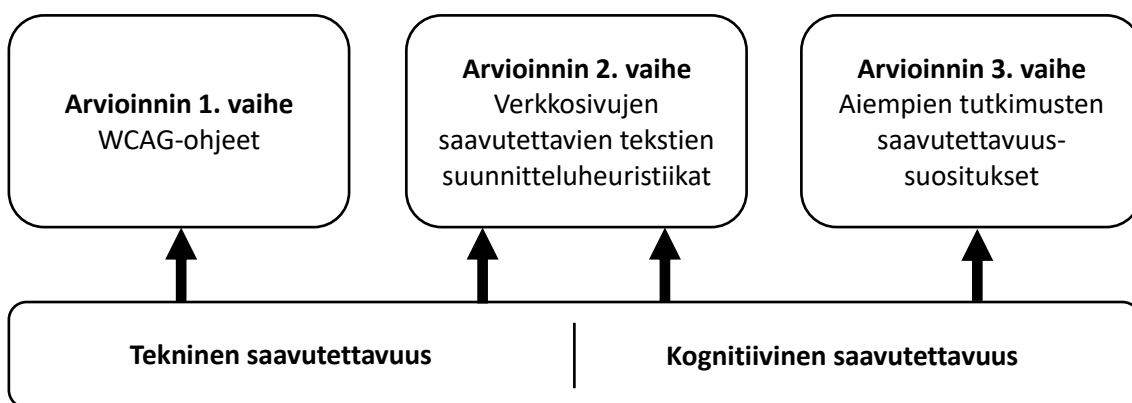 Arvioinnin 1. vaihe
WCAG-ohjeet
Arvioinnin 2. vaihe
Verkkosivujen
saavutettavien tekstien
suunnitteluheuristiikat
Arvioinnin 3. vaihe
Aiempien tutkimusten
saavutettavuus-
suositukset
Tekninen saavutettavuus
Kognitiivinen saavutettavuus